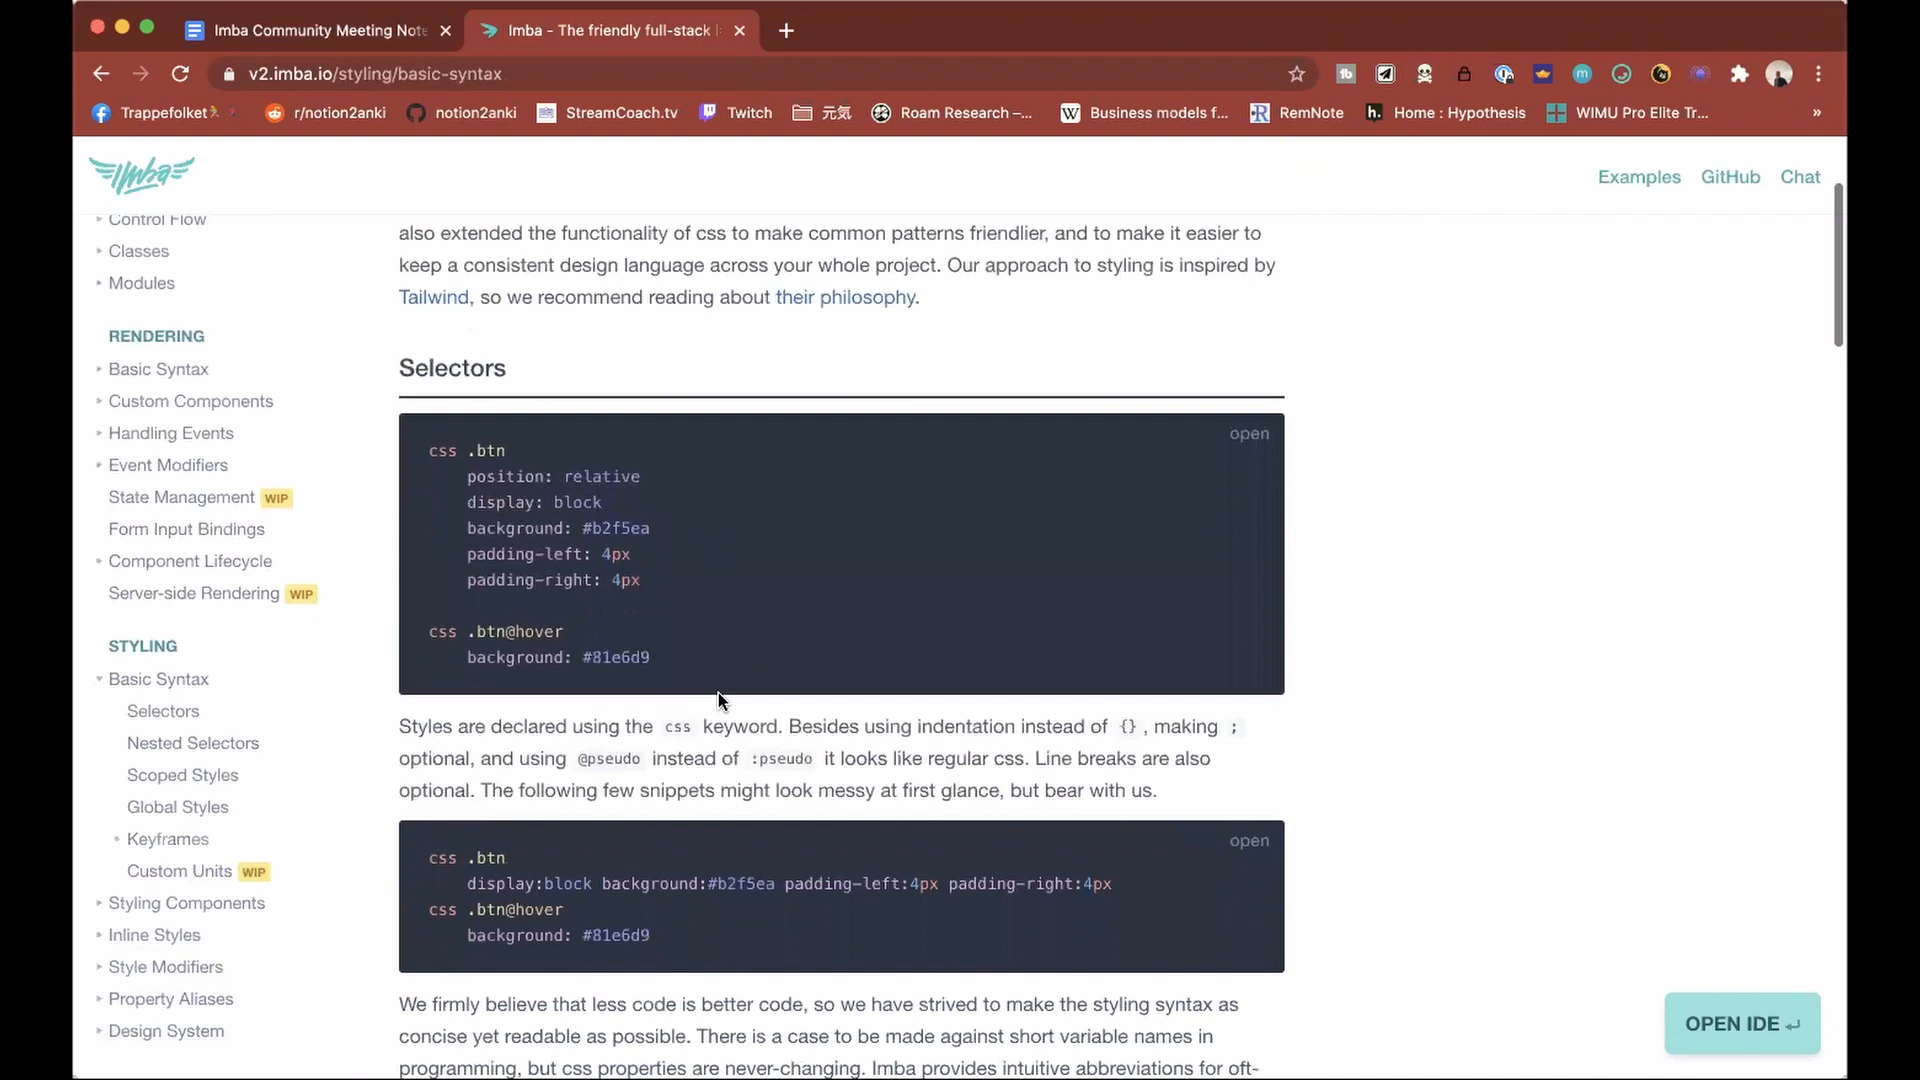 Imba Community Meeting Note
Imba - The friendly full-stack l
v2.imba.io/styling/basic-syntax
Trappefolket
r/notion2anki
notion2anki
StreamCoach.tv
Twitch
元気
Roam Research –...
Business models f...
RemNote
Home : Hypothesis
WIMU Pro Elite Tr...
»
Imba
Examples
GitHub
Chat
Control Flow
Classes
Modules
RENDERING
Basic Syntax
Custom Components
Handling Events
Event Modifiers
State Management WIP
Form Input Bindings
Component Lifecycle
Server-side Rendering WIP
STYLING
Basic Syntax
Selectors
Nested Selectors
Scoped Styles
Global Styles
Keyframes
Custom Units WIP
Styling Components
Inline Styles
Style Modifiers
Property Aliases
Design System
also extended the functionality of css to make common patterns friendlier, and to make it easier to
keep a consistent design language across your whole project. Our approach to styling is inspired by
Tailwind, so we recommend reading about their philosophy.
Selectors
open
css .btn
position: relative
display: block
background: #b2f5ea
padding-left: 4px
padding-right: 4px
css .btn@hover
background: #81e6d9
Styles are declared using the css keyword. Besides using indentation instead of {} , making ;
optional, and using @pseudo instead of :pseudo it looks like regular css. Line breaks are also
optional. The following few snippets might look messy at first glance, but bear with us.
open
css .btn
display:block background:#b2f5ea padding-left:4px padding-right:4px
css .btn@hover
background: #81e6d9
We firmly believe that less code is better code, so we have strived to make the styling syntax as
concise yet readable as possible. There is a case to be made against short variable names in
programming, but css properties are never-changing. Imba provides intuitive abbreviations for oft-
OPEN IDE ↵